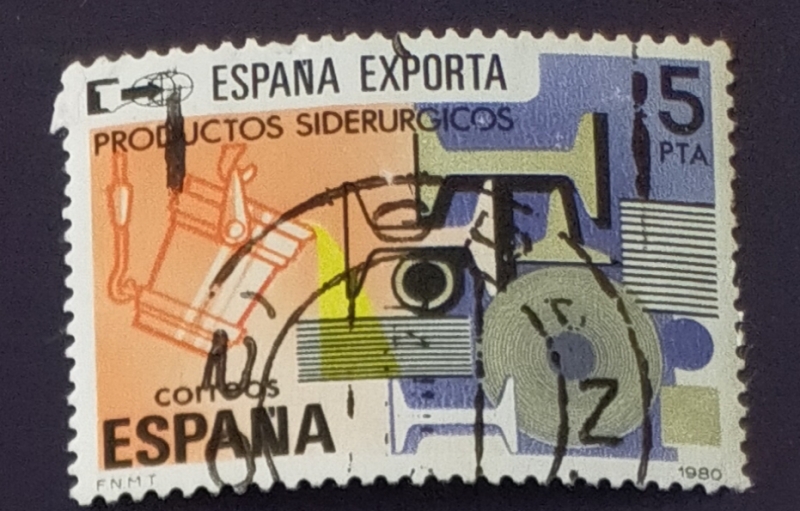 ESPAÑA EXPORTA
PRODUCTOS SIDERURGICOS
5
PTA
correos
ESPAÑA
F.N.M.T
1980